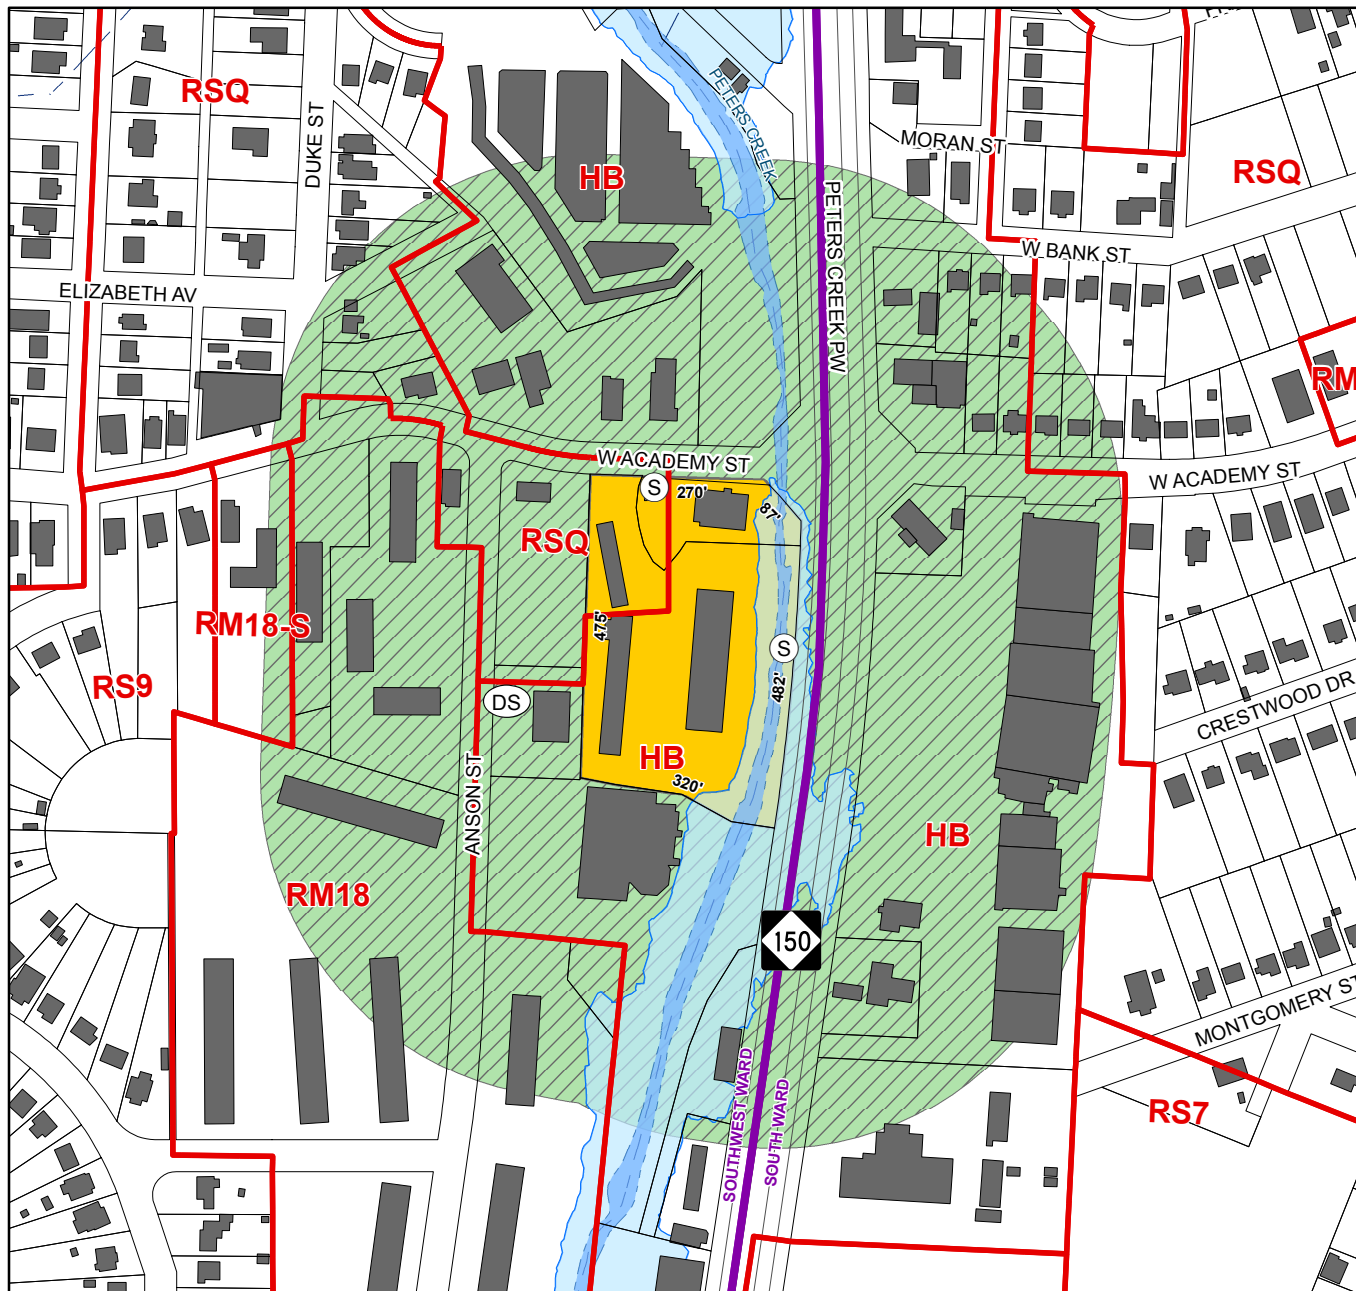 RSQ
DUKE ST
HB
PETERS CREEK
MORAN ST
RSQ
PETERS CREEK PW
W BANK ST
ELIZABETH AV
RM
W ACADEMY ST
W ACADEMY ST
S
270'
87'
RSQ
475'
RM18-S
S
RS9
482'
DS
CRESTWOOD DR
HB
320'
ANSON ST
HB
RM18
150
MONTGOMERY ST
SOUTHWEST WARD
SOUTH WARD
RS7